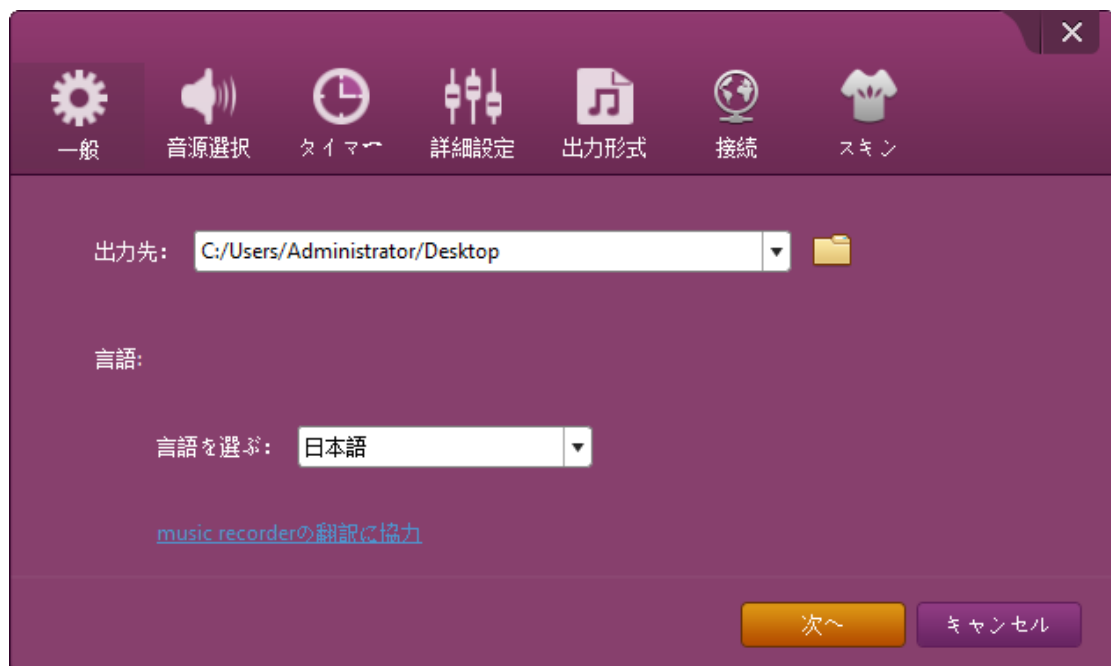 一般 音源選択 タイマー 詳細設定 出力形式 接続 スキン
出力先: C:/Users/Administrator/Desktop
言語:
言語を選ぶ: 日本語
music recorderの翻訳に協力
次へ キャンセル